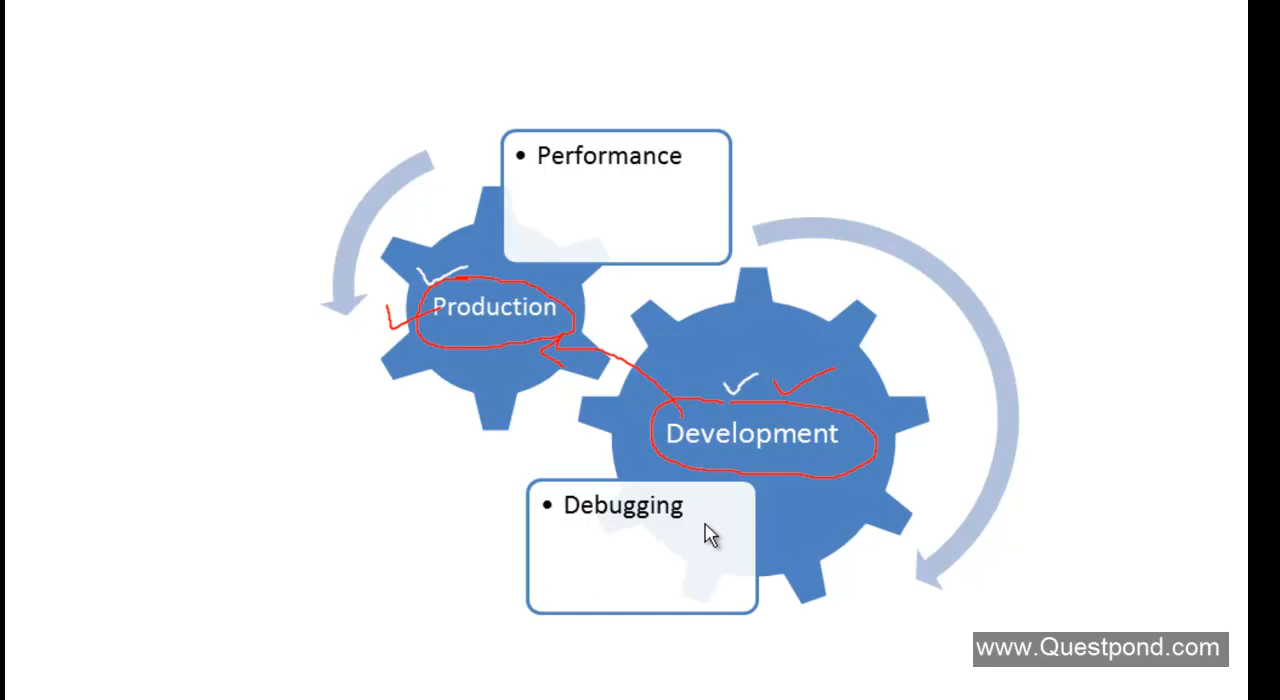 • Performance
Production
Development
• Debugging
www.Questpond.com